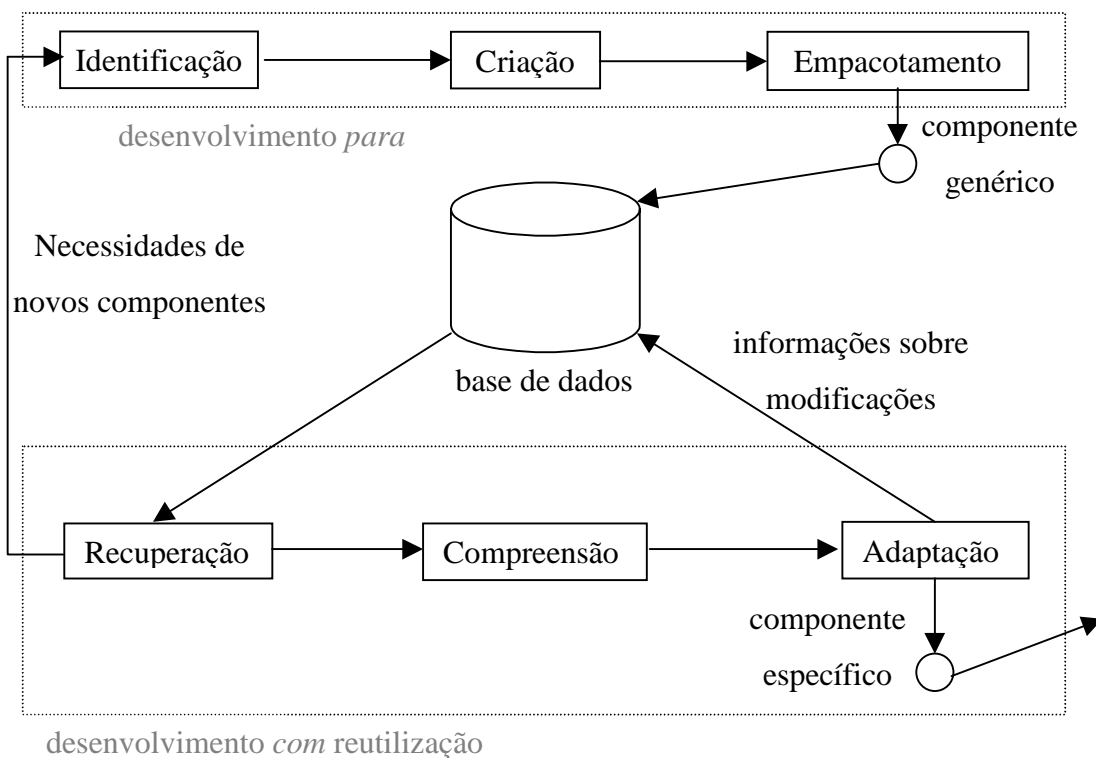 Identificação
Criação
Empacotamento
desenvolvimento para
componente
genérico
Necessidades de
novos componentes
base de dados
informações sobre
modificações
Recuperação
Compreensão
Adaptação
componente
específico
desenvolvimento com reutilização